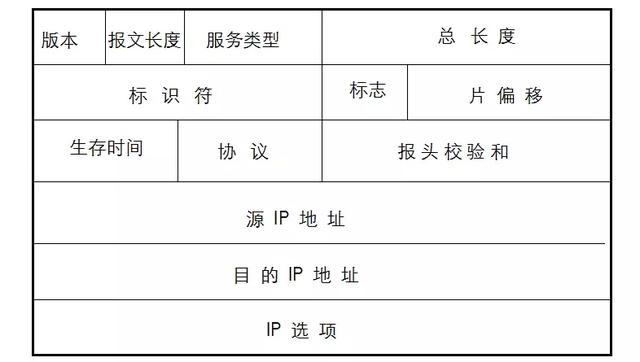 版本 报文长度 服务类型 总 长 度
标 识 符 标志 片 偏 移
生存时间 协 议 报 头 校 验 和
源 IP 地 址
目 的 IP 地 址
IP 选 项